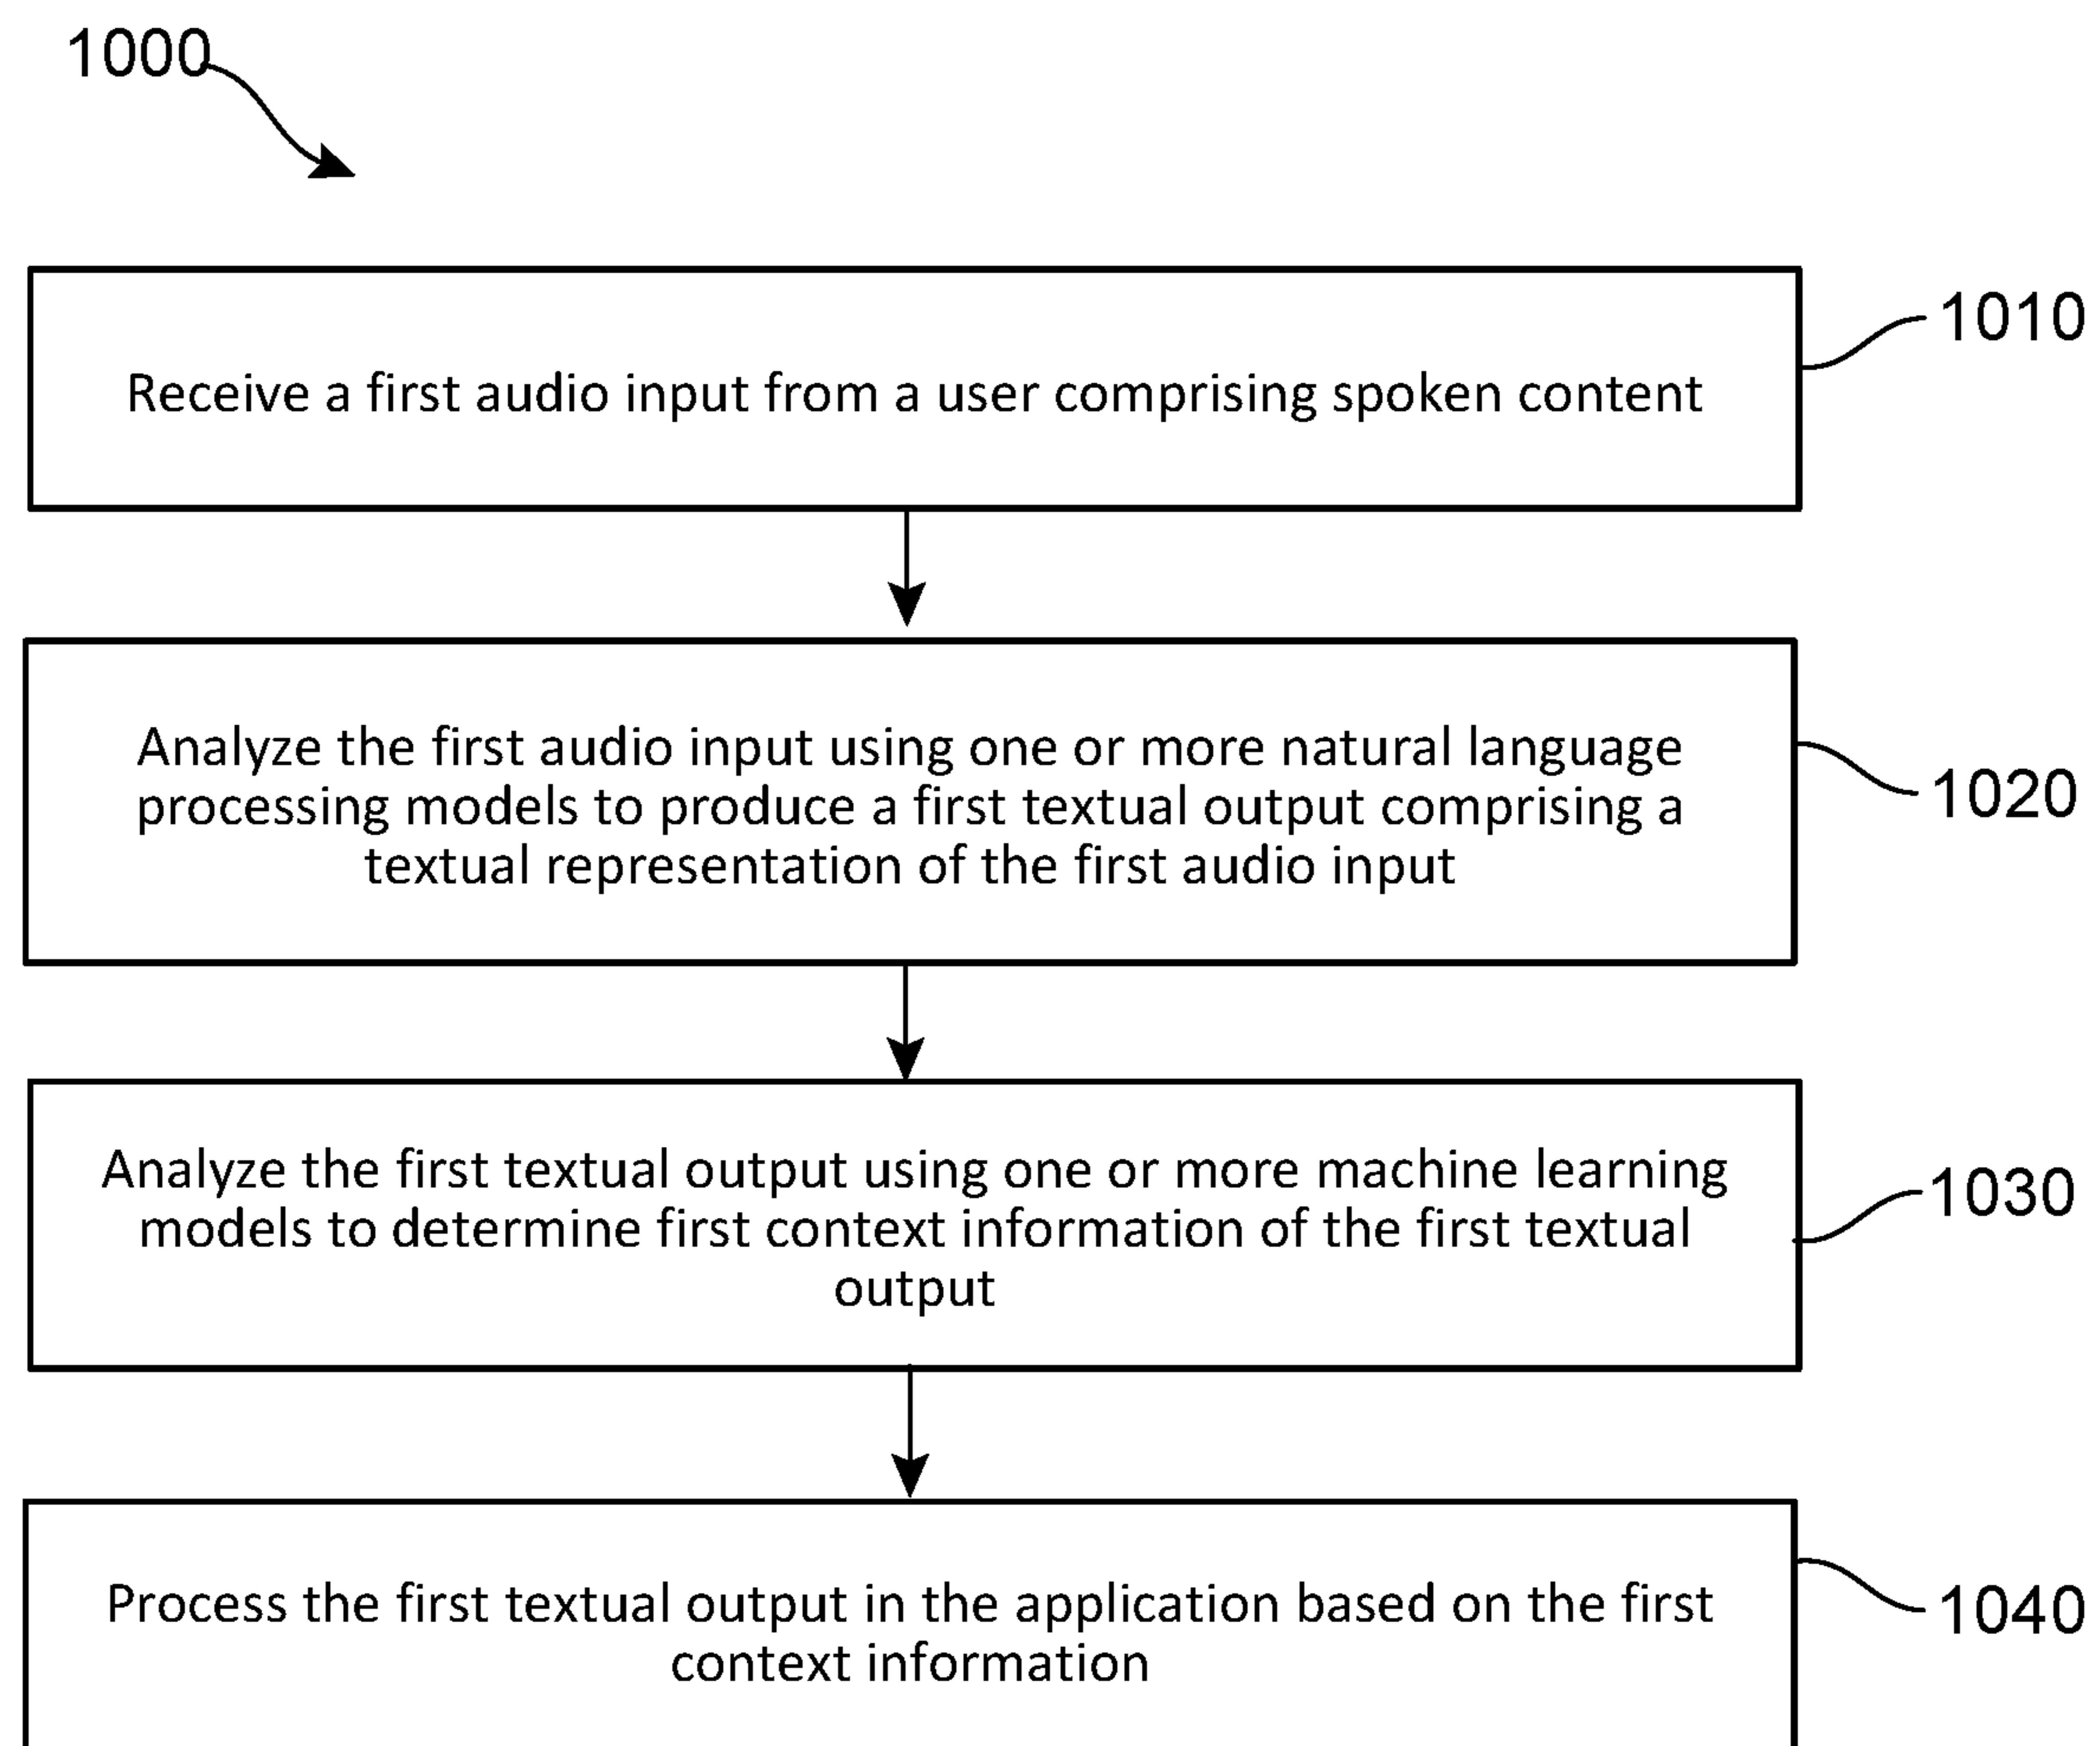 1000
Receive a first audio input from a user comprising spoken content
1010
Analyze the first audio input using one or more natural language
processing models to produce a first textual output comprising a
textual representation of the first audio input
1020
Analyze the first textual output using one or more machine learning
models to determine first context information of the first textual
output
1030
Process the first textual output in the application based on the first
context information
1040